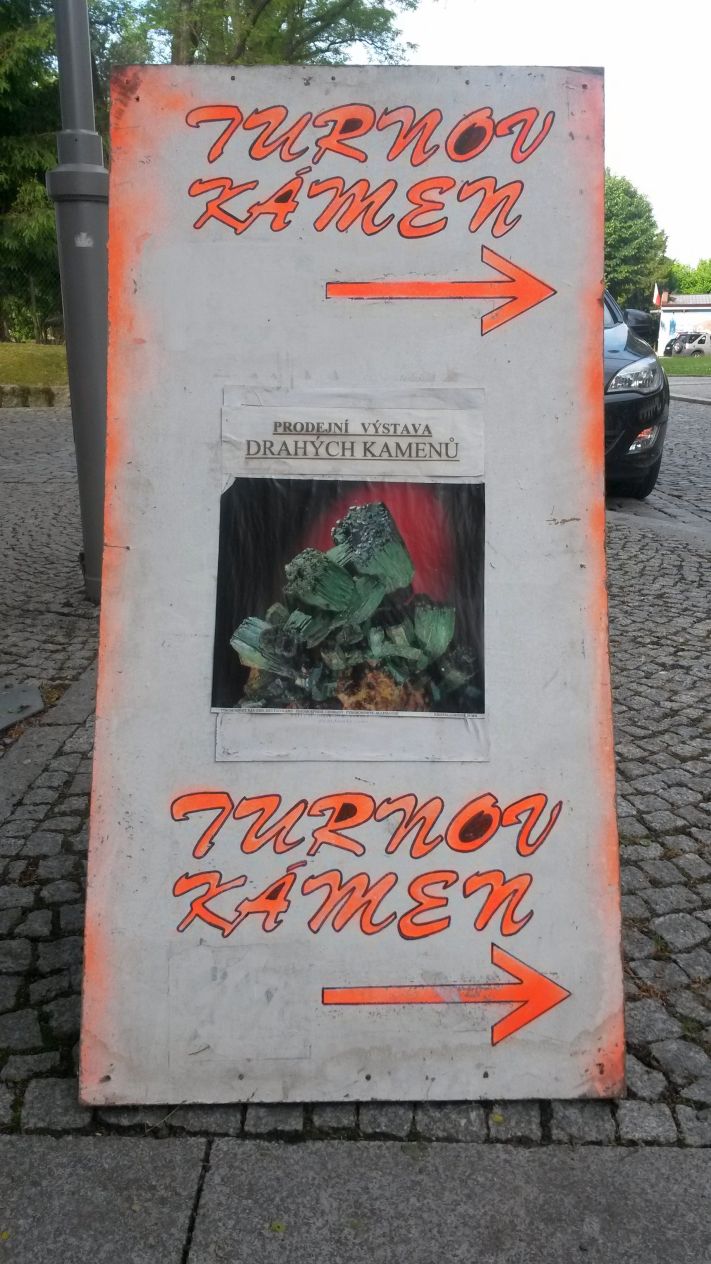 TURNOV
KÁMEN
PRODEJNÍ VÝSTAVA
DRAHÝCH KAMENŮ
TURNOV
KÁMEN